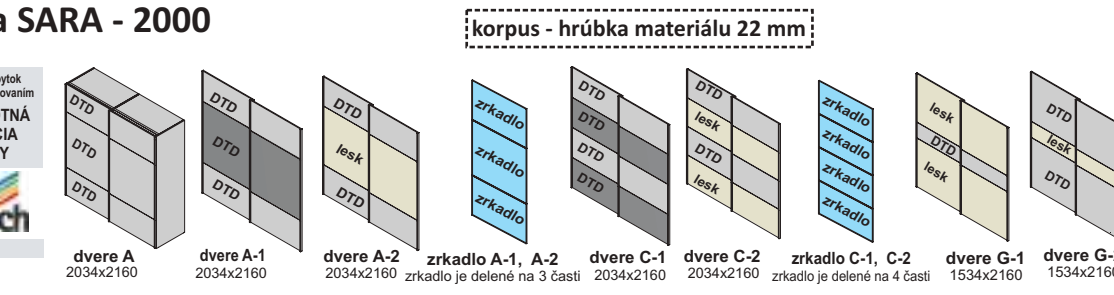 SARA - 2000
korpus - hrúbka materiálu 22 mm
DTD
DTD
DTD
dvere A
2034x2160
DTD
DTD
DTD
dvere A-1
2034x2160
DTD
lesk
DTD
dvere A-2
2034x2160
zrkadlo
zrkadlo
zrkadlo
zrkadlo A-1, A-2
zrkadlo je delené na 3 časti
DTD
DTD
DTD
DTD
dvere C-1
2034x2160
DTD
lesk
DTD
lesk
dvere C-2
2034x2160
zrkadlo
zrkadlo
zrkadlo
zrkadlo
zrkadlo C-1, C-2
zrkadlo je delené na 4 časti
lesk
DTD
lesk
dvere G-1
1534x2160
DTD
lesk
DTD
dvere G-
1534x2160